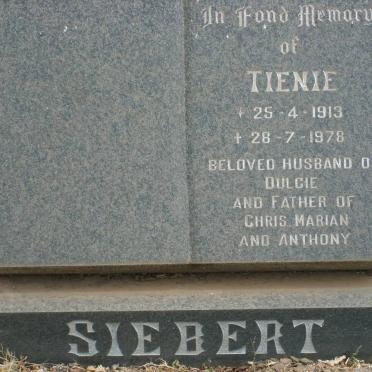 In Fond Memory
of
TIENIE
+ 25-4-1913
+ 28-7-1978
BELOVED HUSBAND O
DULCIE
AND FATHER OF
CHRIS MARIAN
AND ANTHONY
SIEBERT